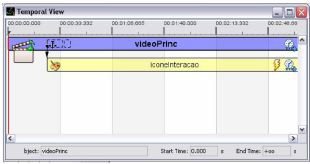 Temporal View
00:00:00.000 00:00:33.332 00:01:06.665 00:01:40.000 00:02:13.332 00:02:46.66
videoPrinc
iconeInteracao
bject: videoPrinc Start Time: 0.000 s End Time: +oo s